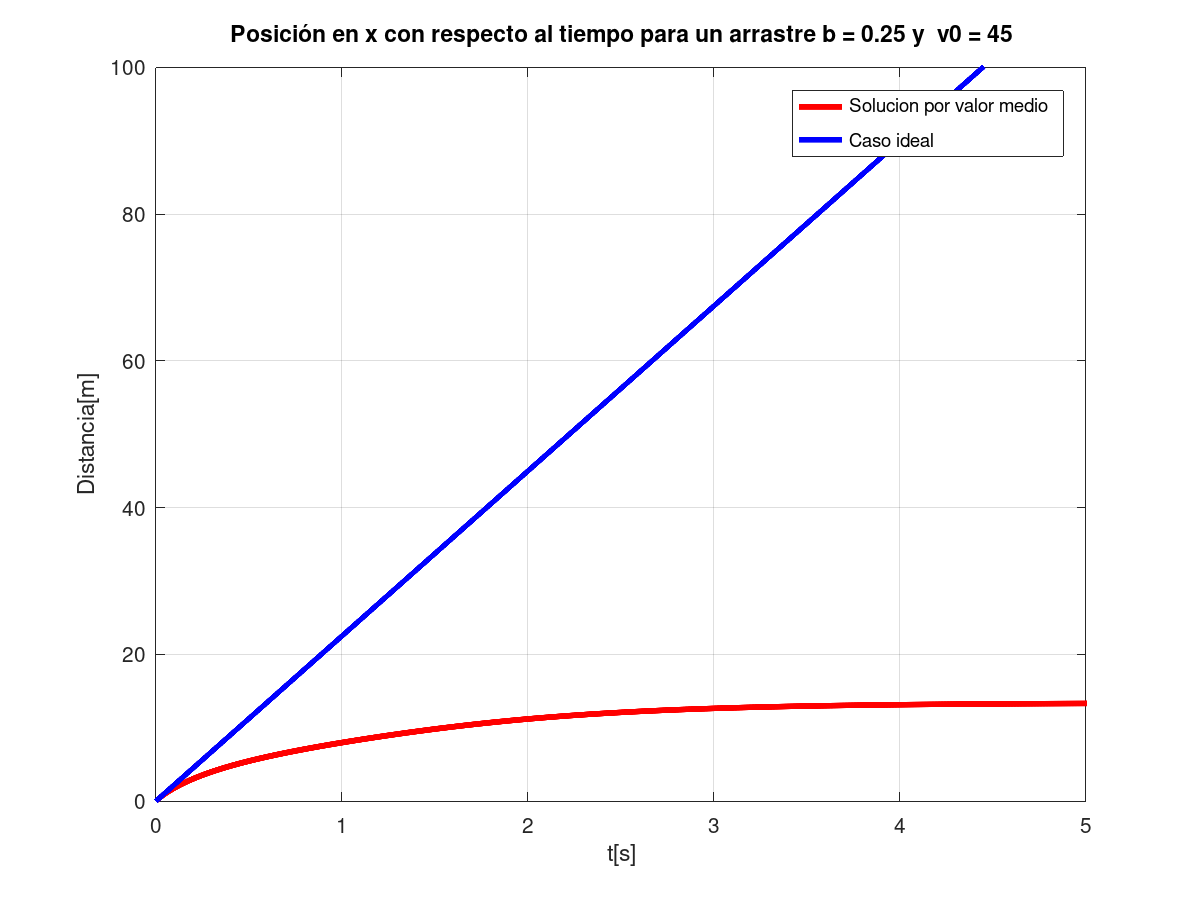 Posición en x con respecto al tiempo para un arrastre b = 0.25 y  v0 = 45
100
80
60
40
20
0
Distancia[m]
Solucion por valor medio
Caso ideal
0 1 2 3 4 5
t[s]